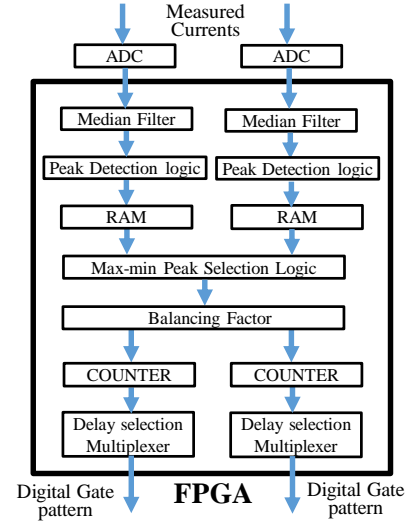 Measured
Currents
ADC ADC
Median Filter Median Filter
Peak Detection logic Peak Detection logic
RAM RAM
Max-min Peak Selection Logic
Balancing Factor
COUNTER COUNTER
Delay selection Delay selection
Multiplexer Multiplexer
Digital Gate FPGA Digital Gate
pattern pattern